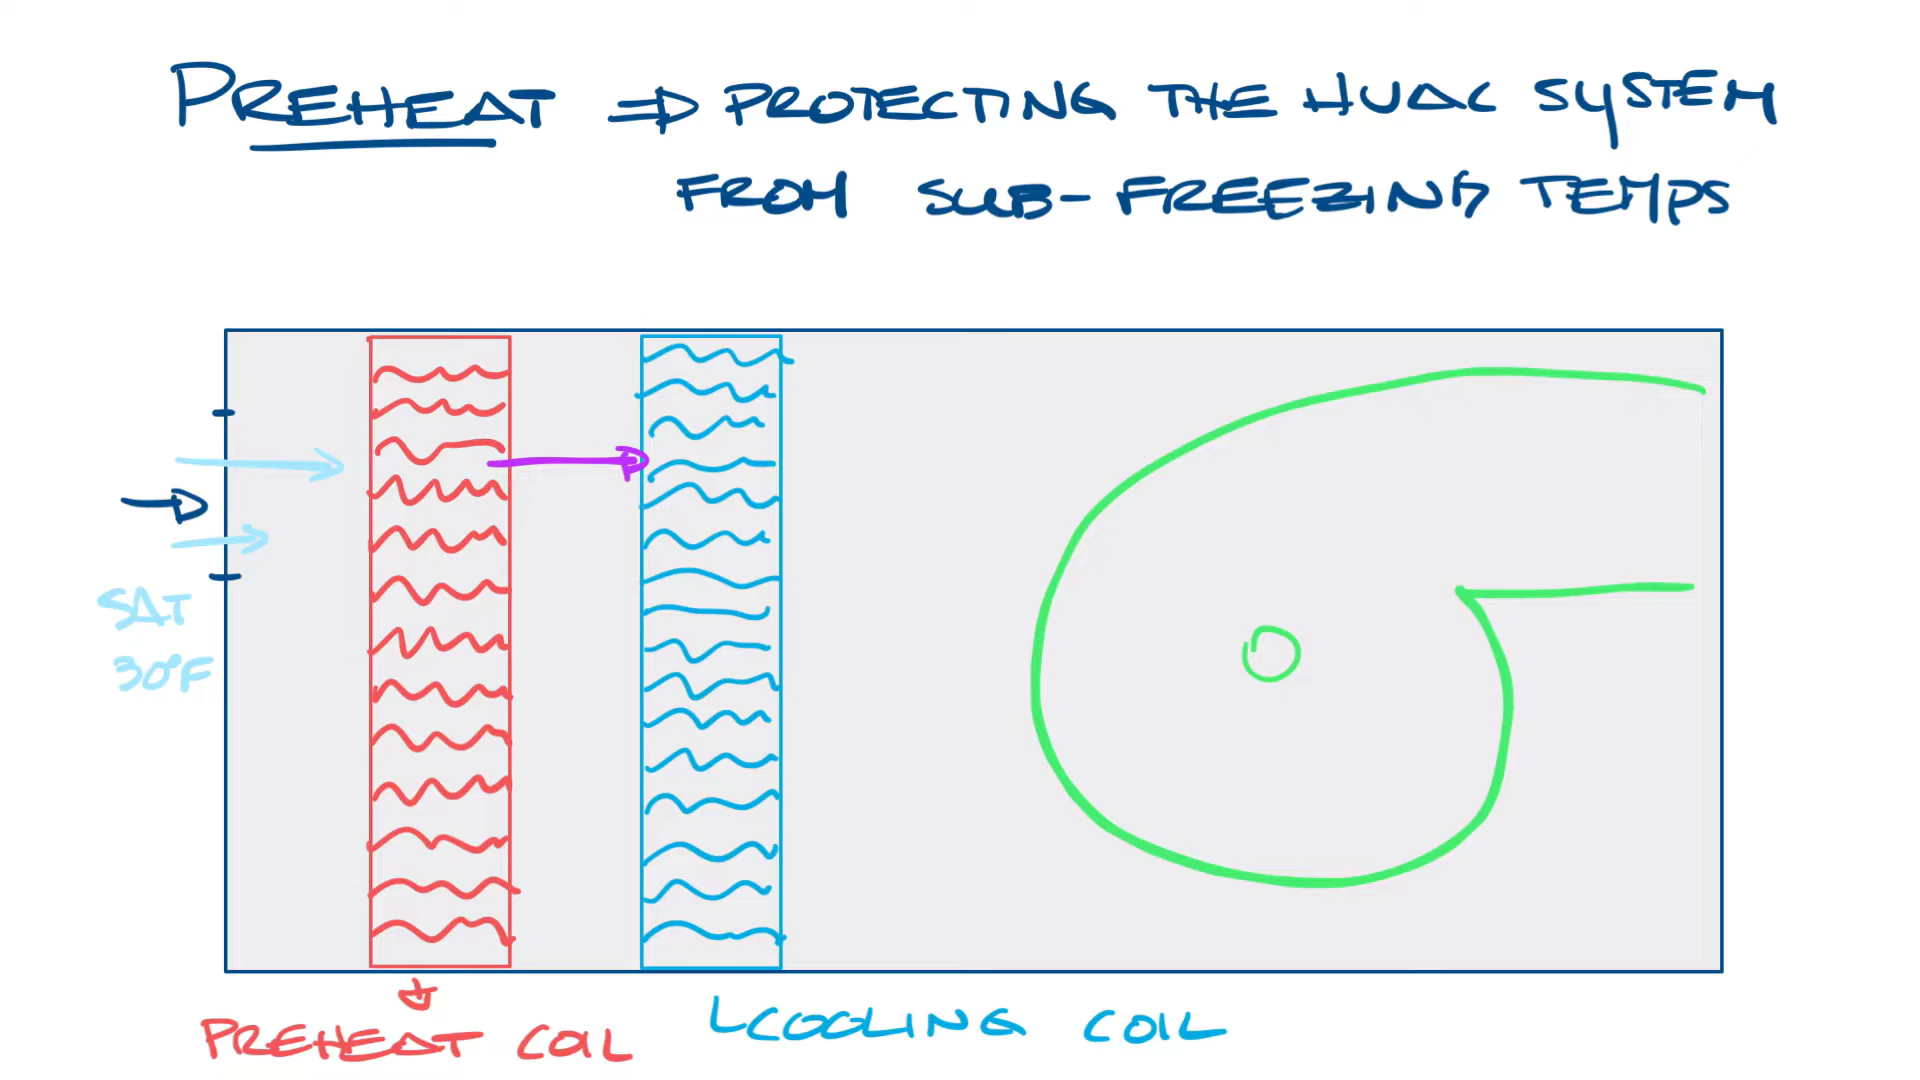 PREHEAT ⇒ PROTECTING THE HVAC SYSTEM
FROM SUB-FREEZING TEMPS
SAT
30°F
PREHEAT COIL
COOLING COIL